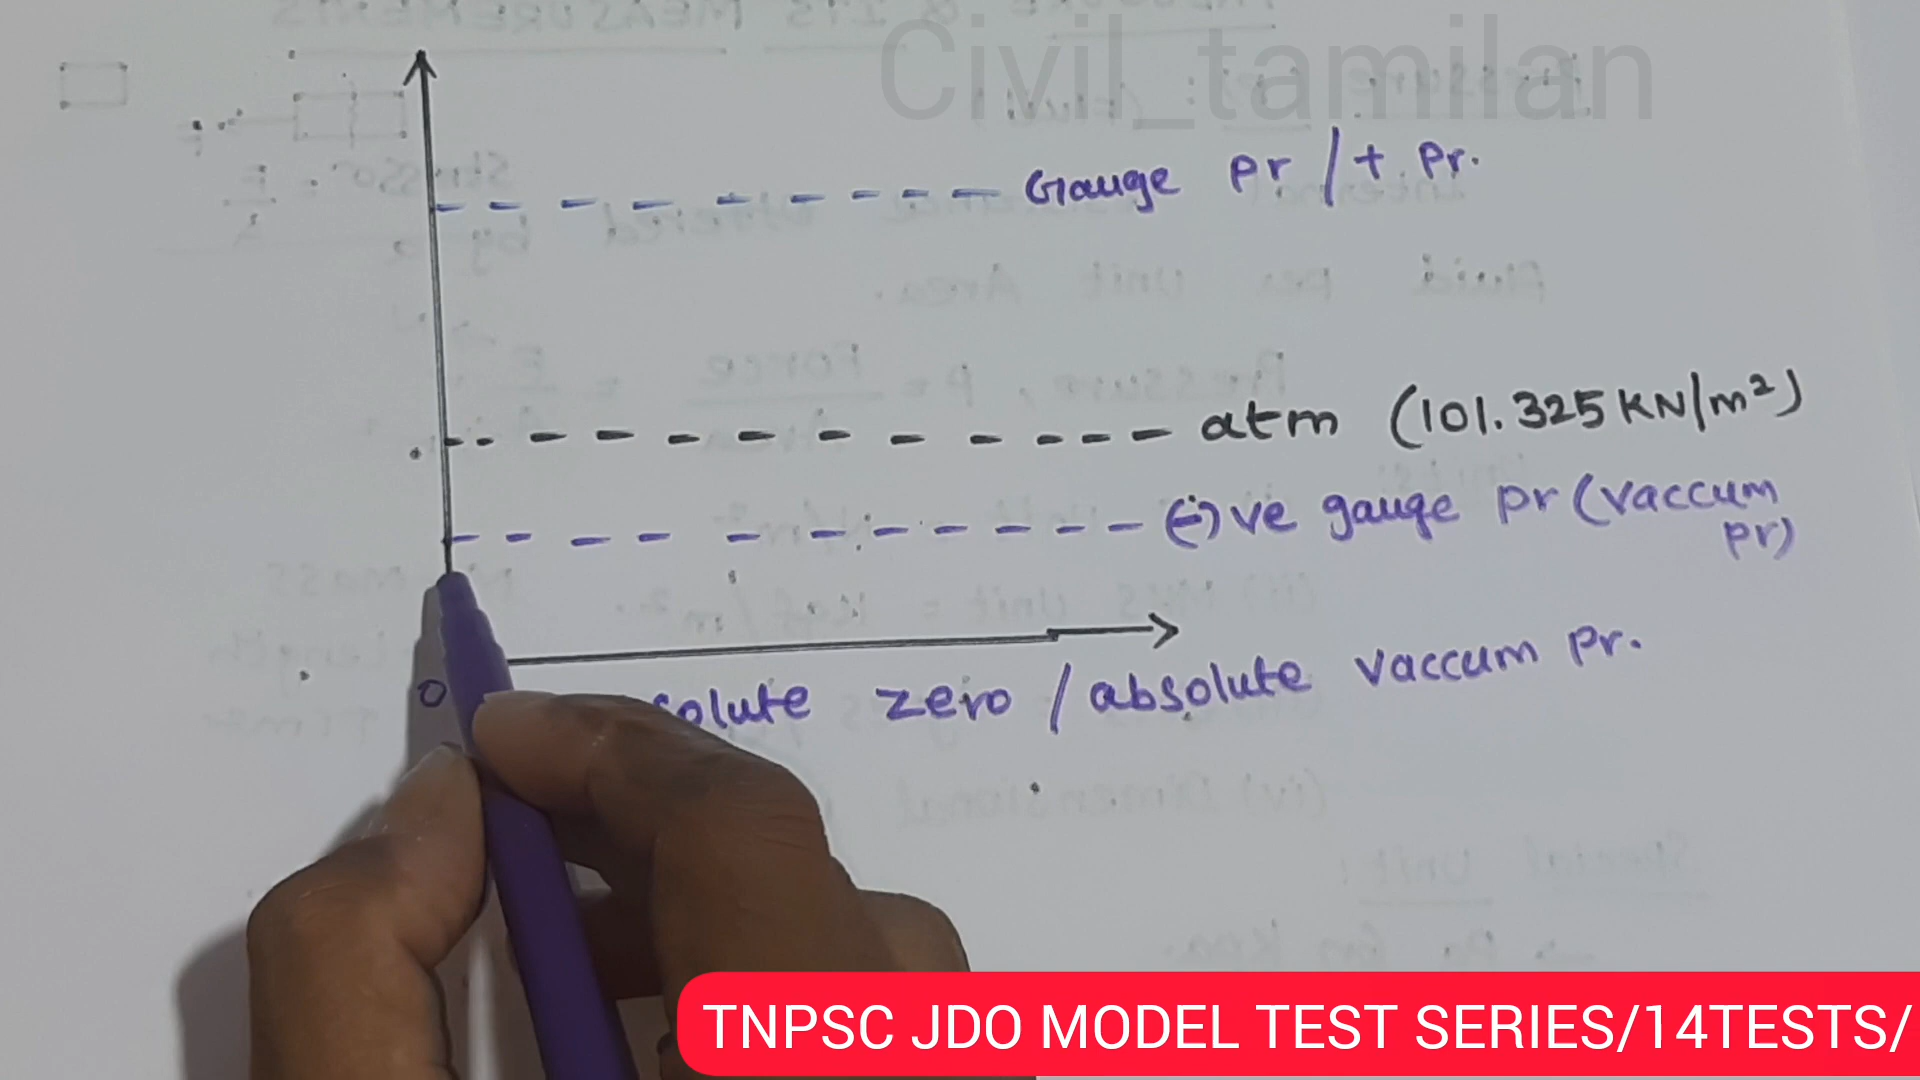 Civil_tamilan
Gauge pr / + pr.
atm (101.325 KN/m²)
(-)ve gauge pr (vaccum
pr)
0 solute zero / absolute vaccum pr.
TNPSC JDO MODEL TEST SERIES/14TESTS/